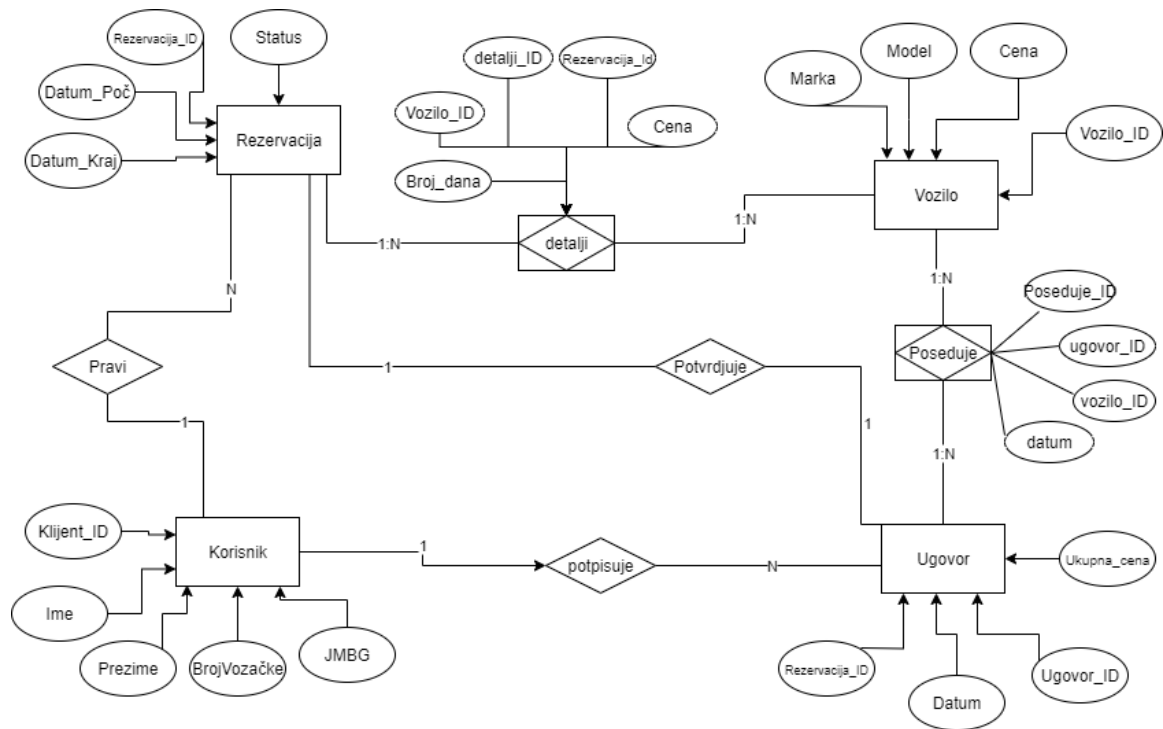 Rezervacija_ID
Status
Datum_Poč
Datum_Kraj
Rezervacija
detalji_ID
Rezervacija_Id
Vozilo_ID
Cena
Broj_dana
detalji
1:N
1:N
Marka
Model
Cena
Vozilo_ID
Vozilo
1:N
Poseduje_ID
Poseduje
ugovor_ID
vozilo_ID
datum
1:N
N
Pravi
1
1
Potvrdjuje
1
Klijent_ID
Korisnik
Ime
Prezime
BrojVozačke
JMBG
1
potpisuje
N
Ugovor
Ukupna_cena
Rezervacija_ID
Datum
Ugovor_ID